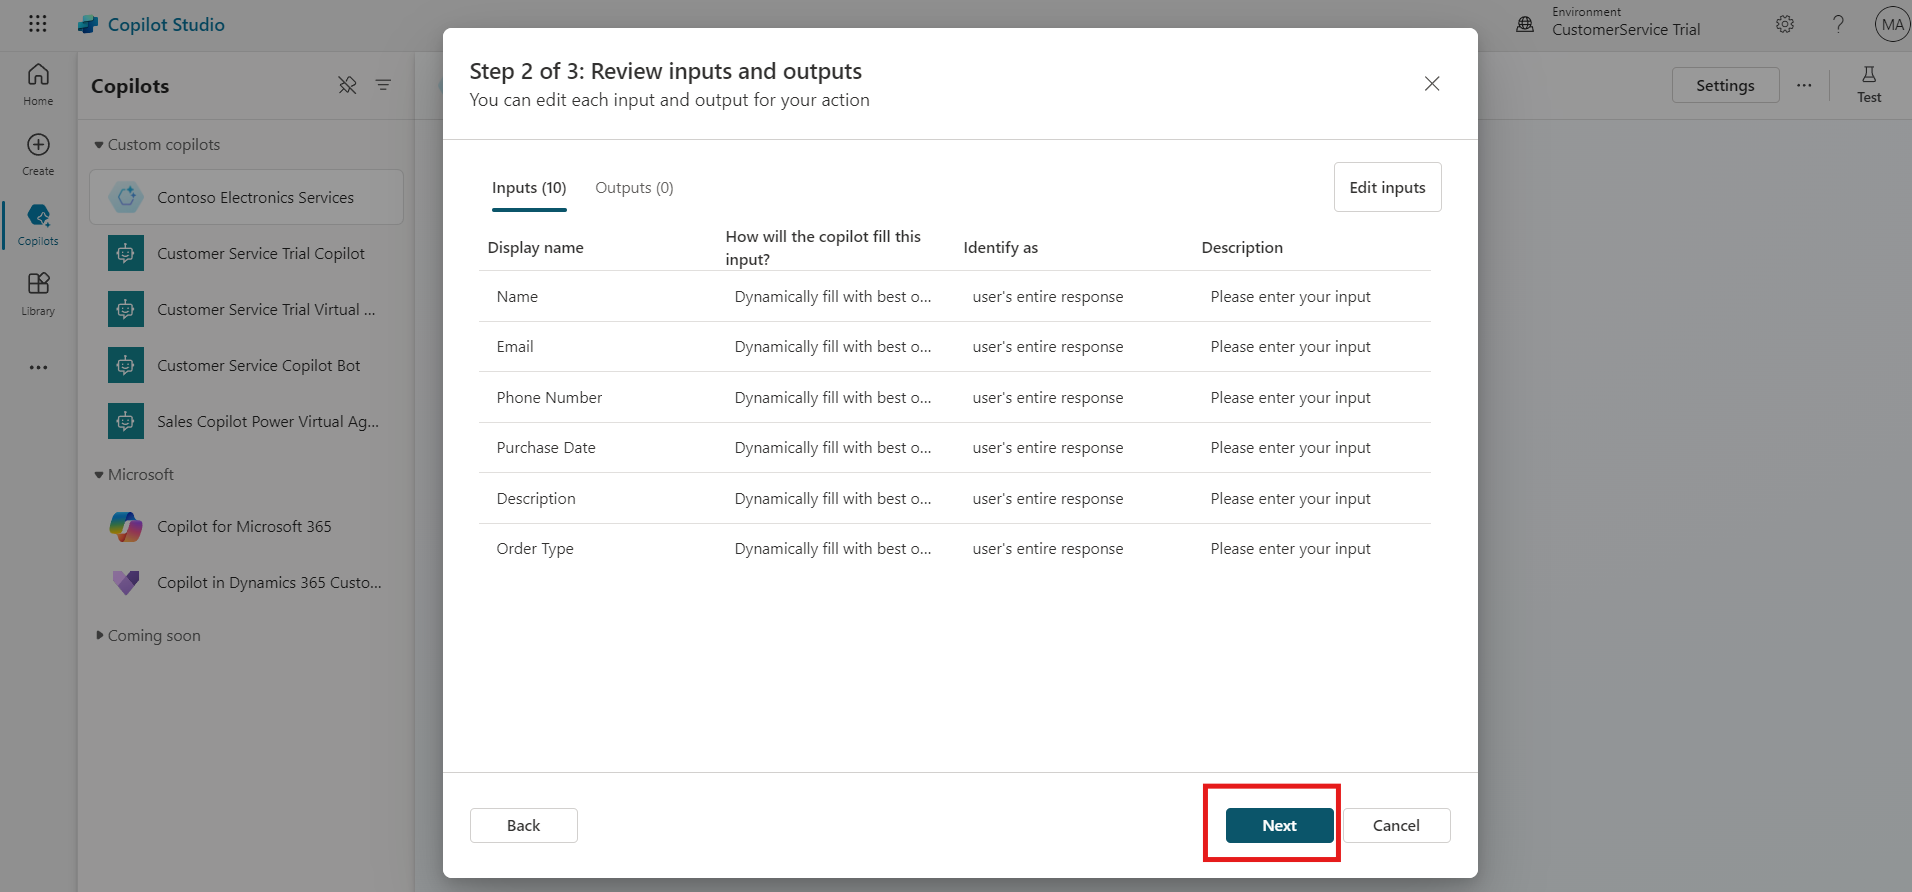 Copilot Studio
Environment
CustomerService Trial
?
MA
Home
Create
Copilots
Library
Copilots
Custom copilots
Contoso Electronics Services
Customer Service Trial Copilot
Customer Service Trial Virtual ...
Customer Service Copilot Bot
Sales Copilot Power Virtual Ag...
Microsoft
Copilot for Microsoft 365
Copilot in Dynamics 365 Custo...
Coming soon
Settings
Test
Step 2 of 3: Review inputs and outputs
You can edit each input and output for your action
Inputs (10) Outputs (0)
Edit inputs
Display name How will the copilot fill this input? Identify as Description
Name Dynamically fill with best o... user's entire response Please enter your input
Email Dynamically fill with best o... user's entire response Please enter your input
Phone Number Dynamically fill with best o... user's entire response Please enter your input
Purchase Date Dynamically fill with best o... user's entire response Please enter your input
Description Dynamically fill with best o... user's entire response Please enter your input
Order Type Dynamically fill with best o... user's entire response Please enter your input
Back
Next
Cancel